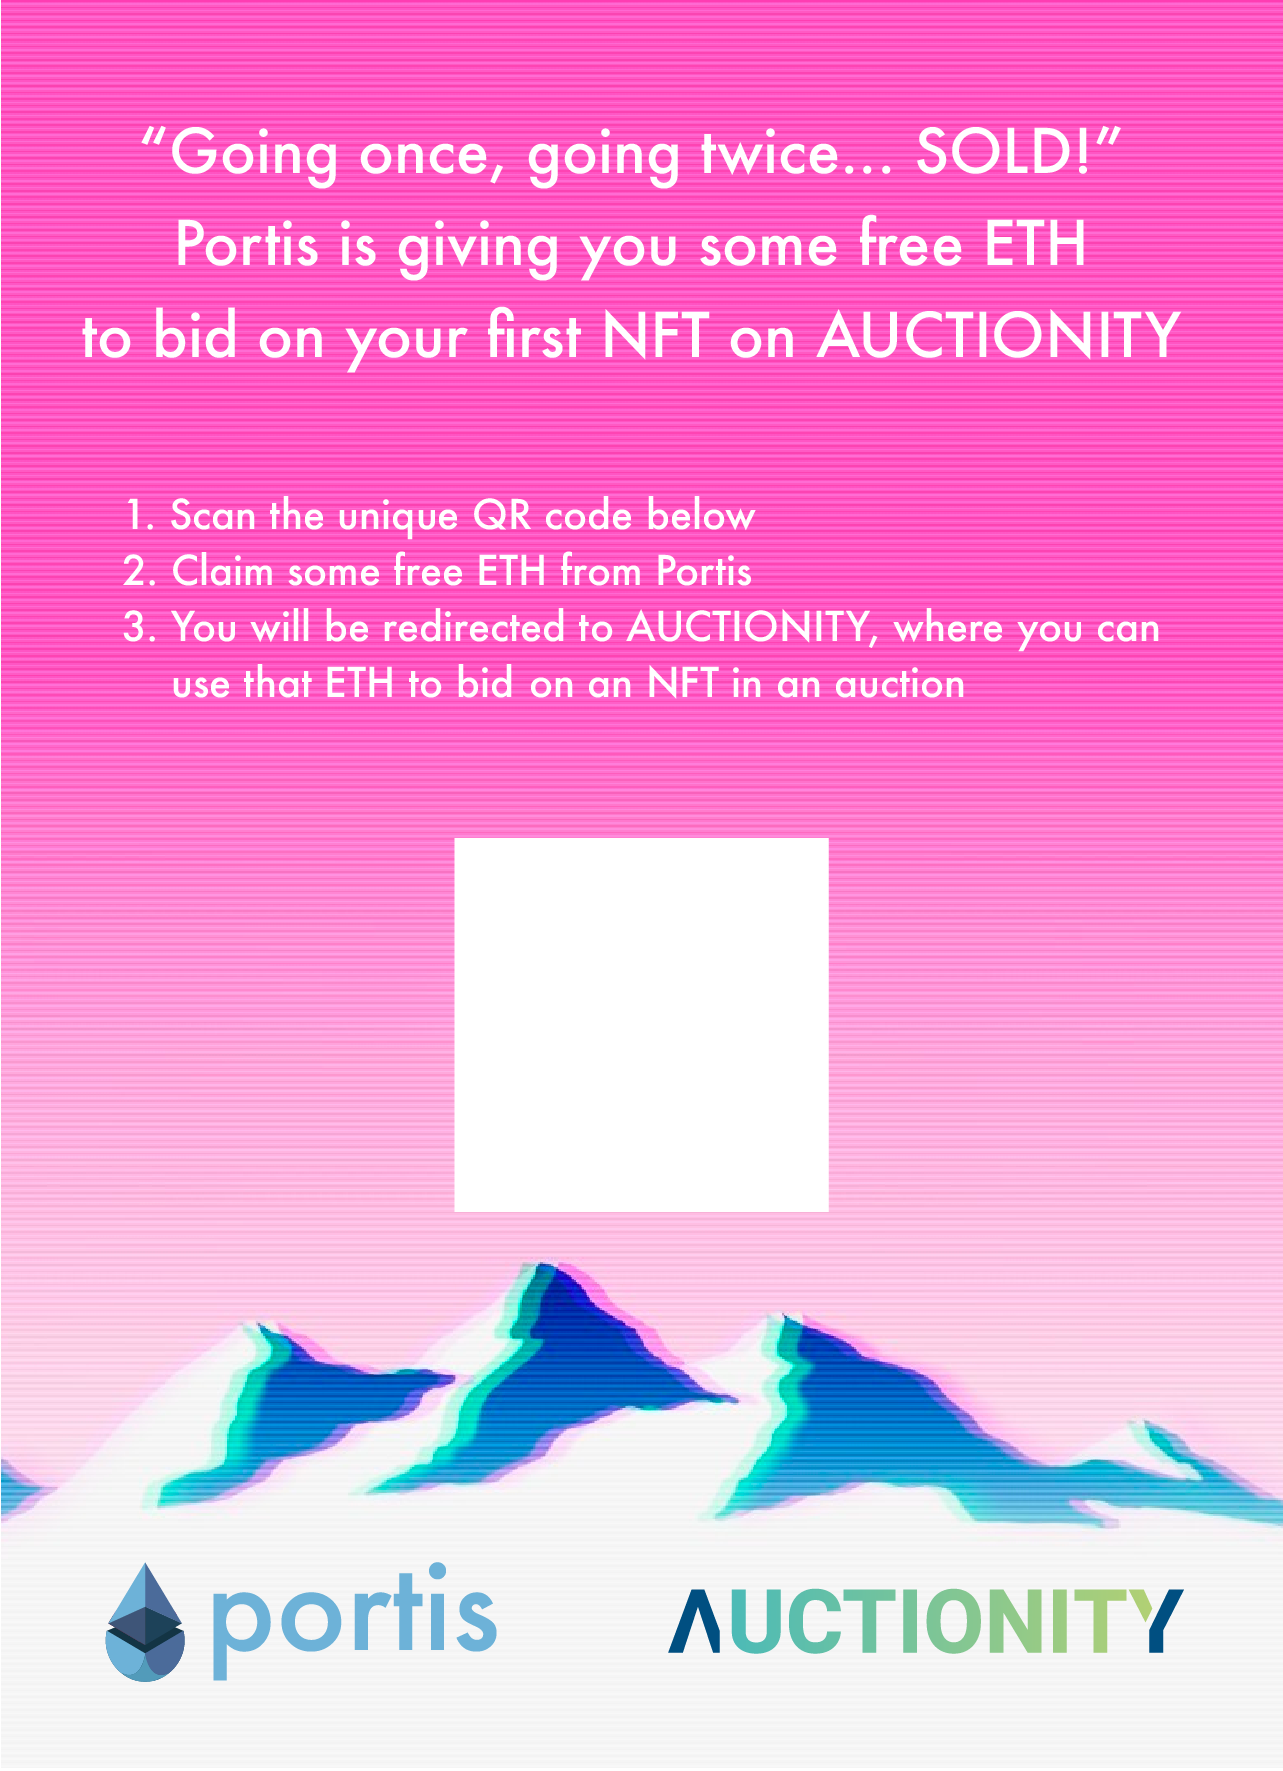 “Going once, going twice... SOLD!”
Portis is giving you some free ETH
to bid on your first NFT on AUCTIONITY
1. Scan the unique QR code below
2. Claim some free ETH from Portis
3. You will be redirected to AUCTIONITY, where you can
use that ETH to bid on an NFT in an auction
portis
AUCTIONITY